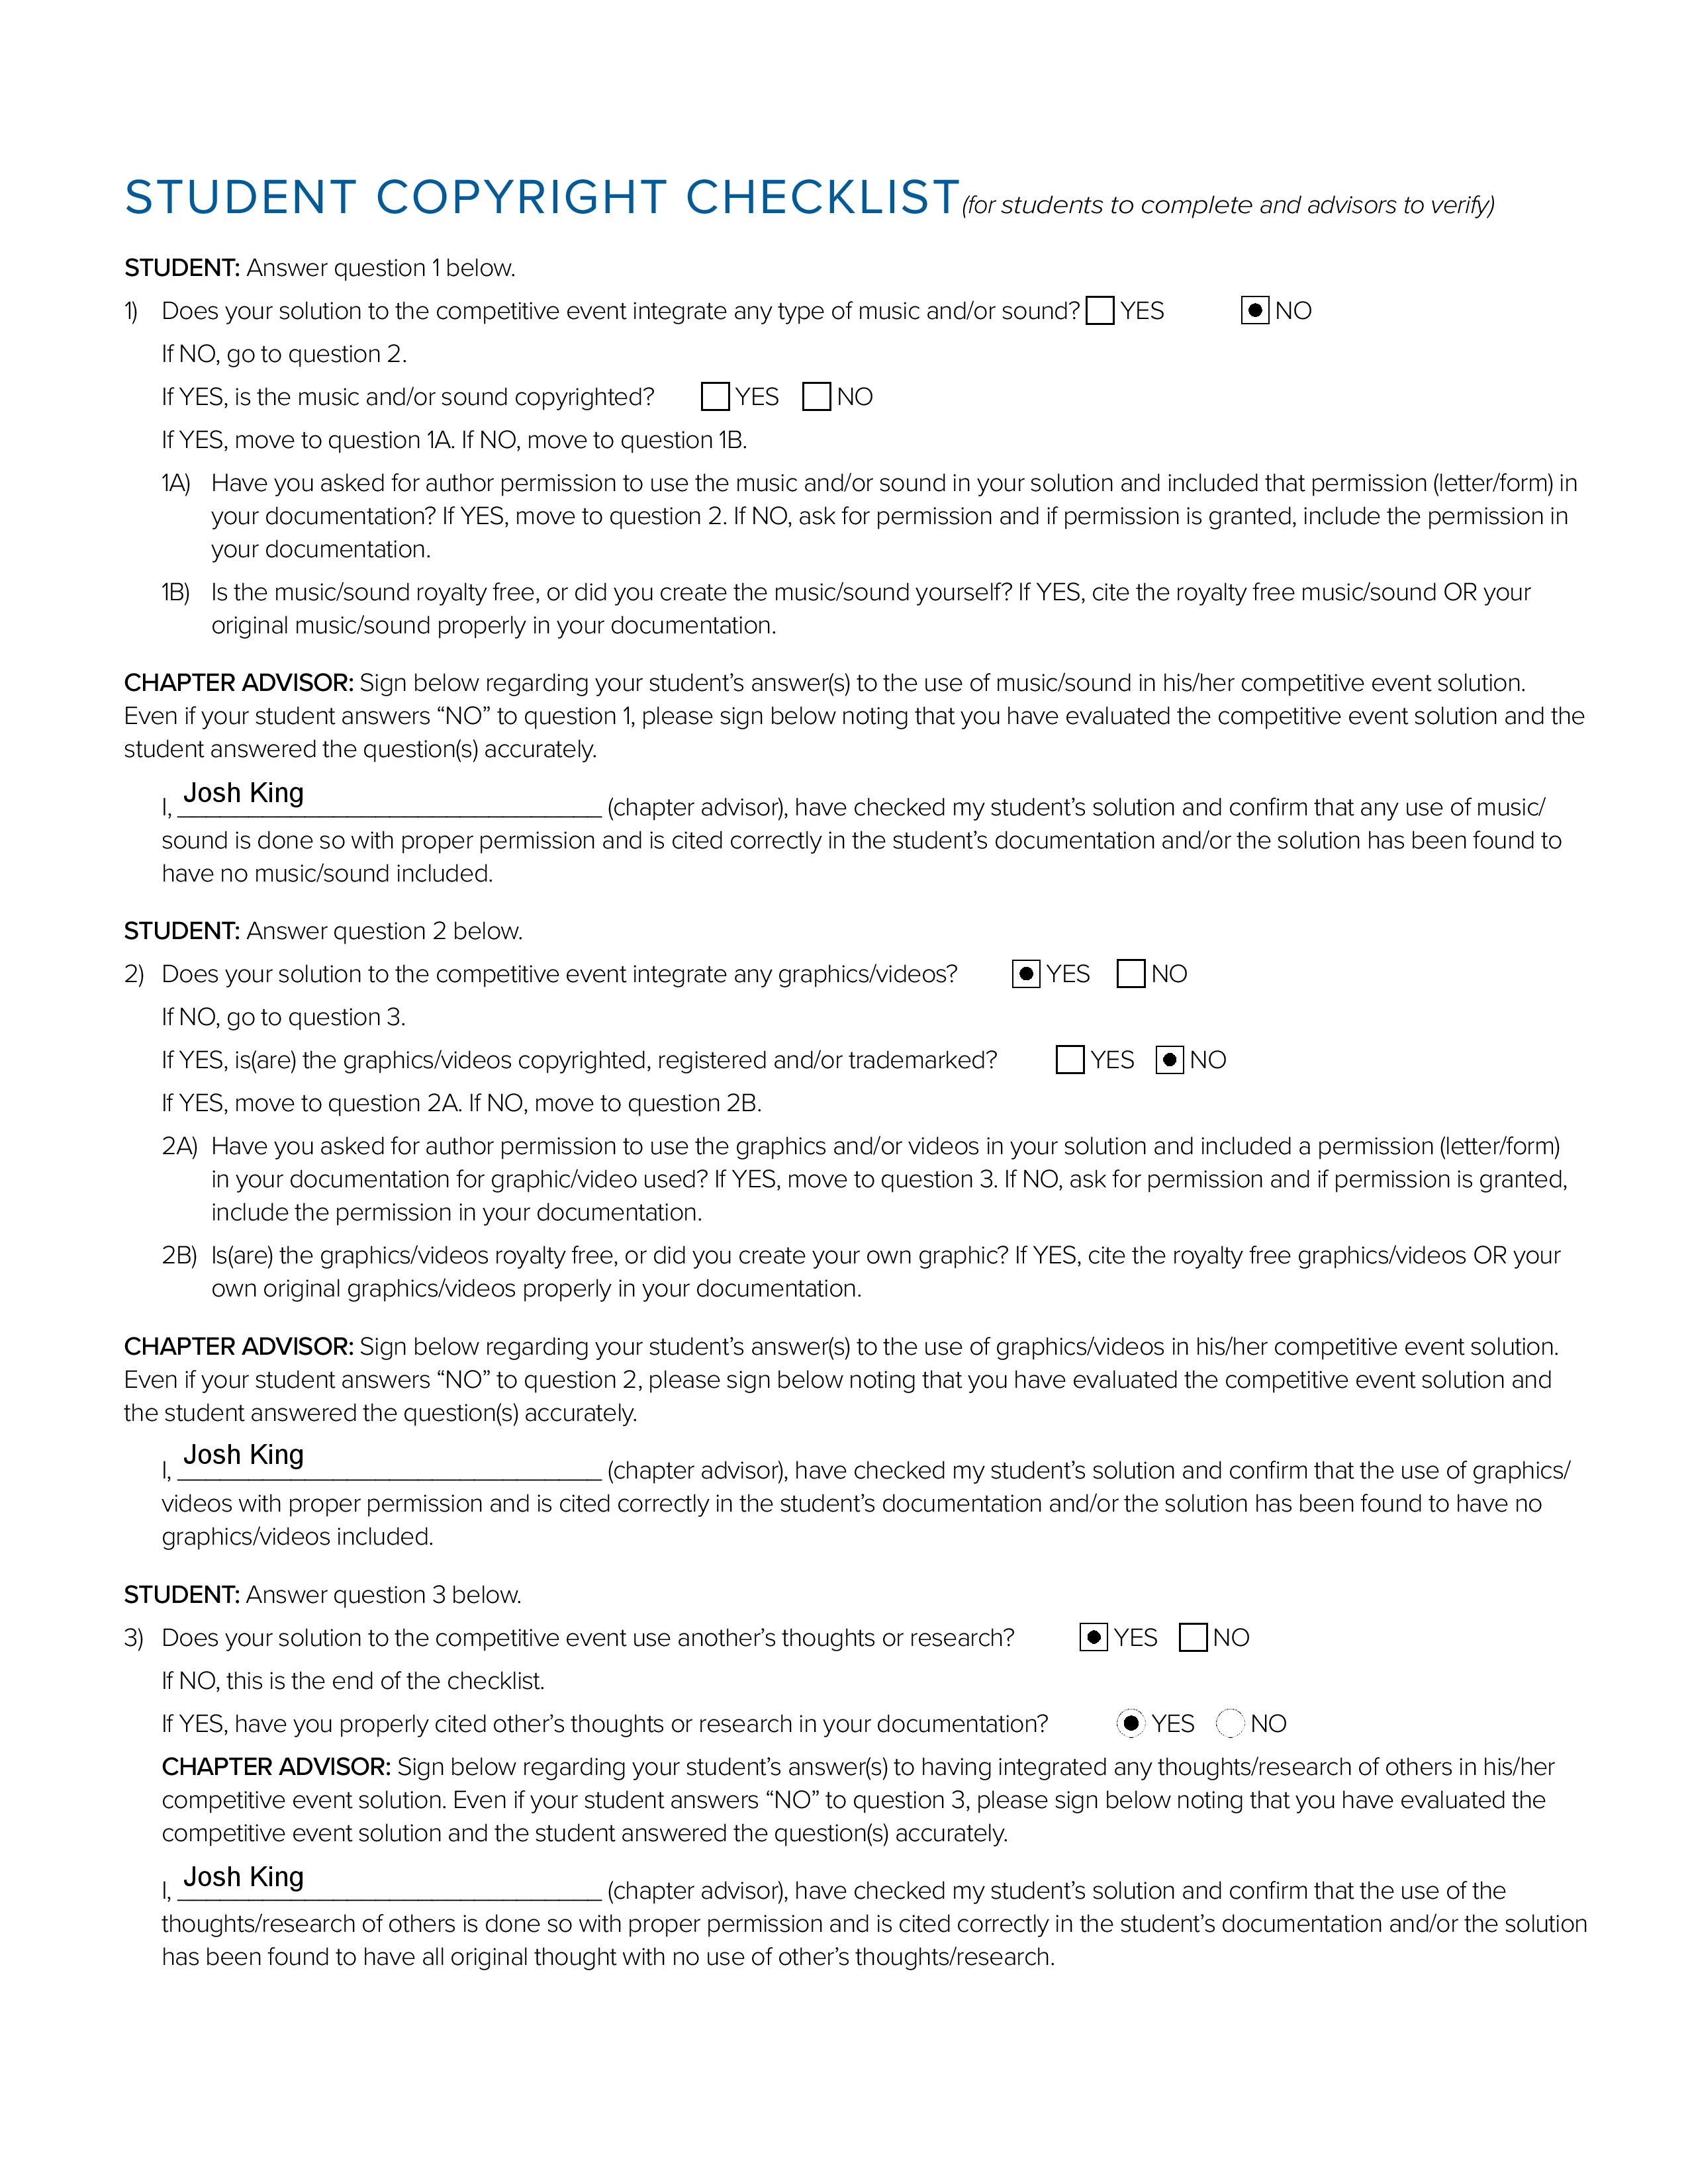 STUDENT COPYRIGHT CHECKLIST (for students to complete and advisors to verify)
STUDENT: Answer question 1 below.
1) Does your solution to the competitive event integrate any type of music and/or sound? YES NO
If NO, go to question 2.
If YES, is the music and/or sound copyrighted? YES NO
If YES, move to question 1A. If NO, move to question 1B.
1A) Have you asked for author permission to use the music and/or sound in your solution and included that permission (letter/form) in
your documentation? If YES, move to question 2. If NO, ask for permission and if permission is granted, include the permission in
your documentation.
1B) Is the music/sound royalty free, or did you create the music/sound yourself? If YES, cite the royalty free music/sound OR your
original music/sound properly in your documentation.
CHAPTER ADVISOR: Sign below regarding your student’s answer(s) to the use of music/sound in his/her competitive event solution.
Even if your student answers “NO” to question 1, please sign below noting that you have evaluated the competitive event solution and the
student answered the question(s) accurately.
I, Josh King (chapter advisor), have checked my student’s solution and confirm that any use of music/
sound is done so with proper permission and is cited correctly in the student’s documentation and/or the solution has been found to
have no music/sound included.
STUDENT: Answer question 2 below.
2) Does your solution to the competitive event integrate any graphics/videos? YES NO
If NO, go to question 3.
If YES, is(are) the graphics/videos copyrighted, registered and/or trademarked? YES NO
If YES, move to question 2A. If NO, move to question 2B.
2A) Have you asked for author permission to use the graphics and/or videos in your solution and included a permission (letter/form)
in your documentation for graphic/video used? If YES, move to question 3. If NO, ask for permission and if permission is granted,
include the permission in your documentation.
2B) Is(are) the graphics/videos royalty free, or did you create your own graphic? If YES, cite the royalty free graphics/videos OR your
own original graphics/videos properly in your documentation.
CHAPTER ADVISOR: Sign below regarding your student’s answer(s) to the use of graphics/videos in his/her competitive event solution.
Even if your student answers “NO” to question 2, please sign below noting that you have evaluated the competitive event solution and
the student answered the question(s) accurately.
I, Josh King (chapter advisor), have checked my student’s solution and confirm that the use of graphics/
videos with proper permission and is cited correctly in the student’s documentation and/or the solution has been found to have no
graphics/videos included.
STUDENT: Answer question 3 below.
3) Does your solution to the competitive event use another’s thoughts or research? YES NO
If NO, this is the end of the checklist.
If YES, have you properly cited other’s thoughts or research in your documentation? YES NO
CHAPTER ADVISOR: Sign below regarding your student’s answer(s) to having integrated any thoughts/research of others in his/her
competitive event solution. Even if your student answers “NO” to question 3, please sign below noting that you have evaluated the
competitive event solution and the student answered the question(s) accurately.
I, Josh King (chapter advisor), have checked my student’s solution and confirm that the use of the
thoughts/research of others is done so with proper permission and is cited correctly in the student’s documentation and/or the solution
has been found to have all original thought with no use of other’s thoughts/research.